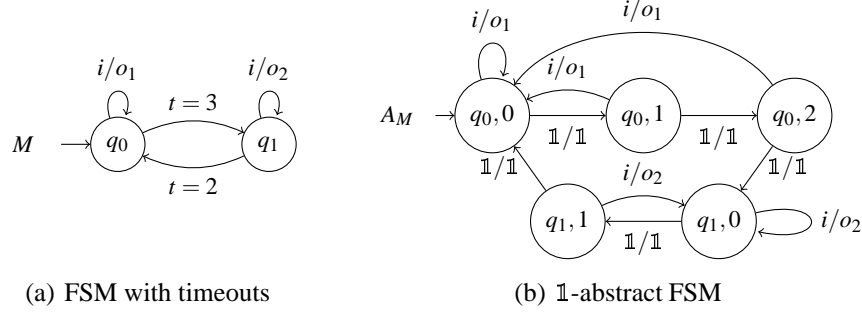 i/o₁
i/o₂
t = 3
M
q₀
q₁
t = 2
(a) FSM with timeouts
i/o₁
i/o₁
i/o₁
A_M
q₀, 0
q₀, 1
q₀, 2
𝟙/𝟙
𝟙/𝟙
𝟙/𝟙
i/o₂
𝟙/𝟙
q₁, 1
q₁, 0
i/o₂
𝟙/𝟙
(b) 𝟙-abstract FSM